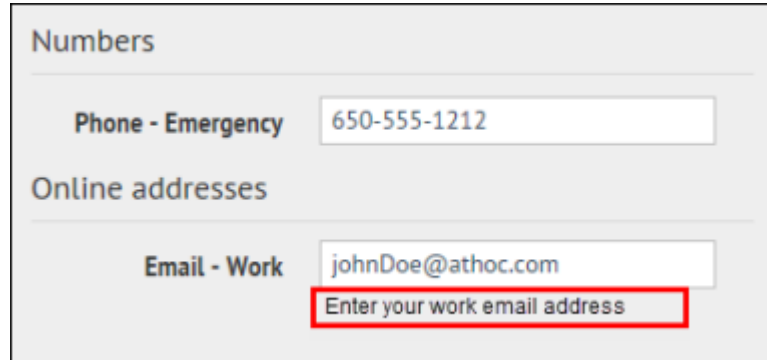 Numbers
Phone - Emergency 650-555-1212
Online addresses
Email - Work johnDoe@athoc.com
Enter your work email address